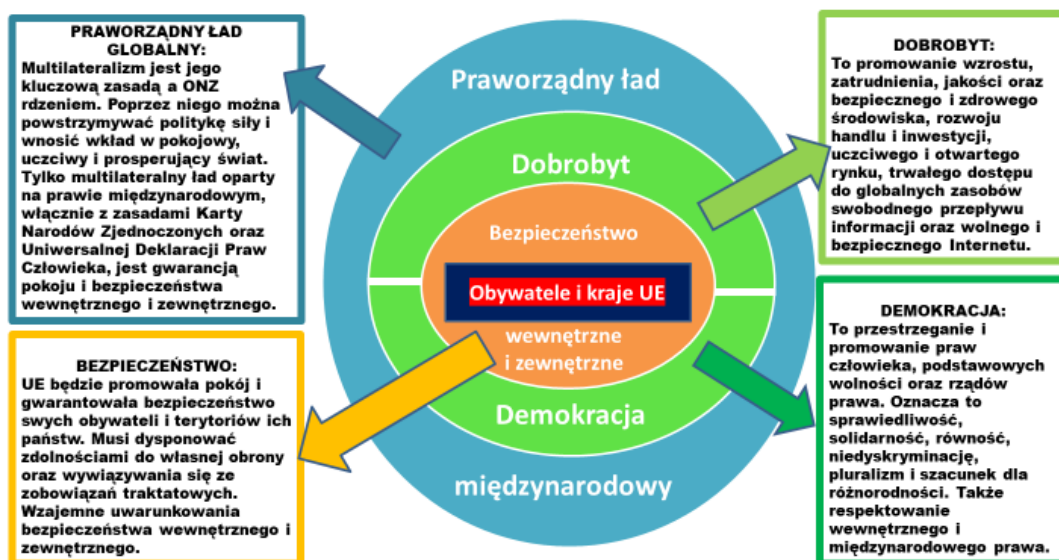 PRAWORZĄDNY ŁAD
GLOBALNY:
Multilateralizm jest jego
kluczową zasadą a ONZ
rdzeniem. Poprzez niego można
powstrzymywać politykę siły i
wnosić wkład w pokojowy,
uczciwy i prosperujący świat.
Tylko multilateralny ład oparty
na prawie międzynarodowym,
włącznie z zasadami Karty
Narodów Zjednoczonych oraz
Uniwersalnej Deklaracji Praw
Człowieka, jest gwarancją
pokoju i bezpieczeństwa
wewnętrznego i zewnętrznego.
BEZPIECZEŃSTWO:
UE będzie promowała pokój i
gwarantowała bezpieczeństwo
swych obywateli i terytoriów ich
państw. Musi dysponować
zdolnościami do własnej obrony
oraz wywiązywania się ze
zobowiązań traktatowych.
Wzajemne uwarunkowania
bezpieczeństwa wewnętrznego i
zewnętrznego.
Praworządny ład
Dobrobyt
Bezpieczeństwo
Obywatele i kraje UE
wewnętrzne
i zewnętrzne
Demokracja
międzynarodowy
DOBROBYT:
To promowanie wzrostu,
zatrudnienia, jakości oraz
bezpiecznego i zdrowego
środowiska, rozwoju
handlu i inwestycji,
uczciwego i otwartego
rynku, trwałego dostępu
do globalnych zasobów
swobodnego przepływu
informacji oraz wolnego i
bezpiecznego Internetu.
DEMOKRACJA:
To przestrzeganie i
promowanie praw
człowieka, podstawowych
wolności oraz rządów
prawa. Oznacza to
sprawiedliwość,
solidarność, równość,
niedyskryminację,
pluralizm i szacunek dla
różnorodności. Także
respektowanie
wewnętrznego i
międzynarodowego prawa.